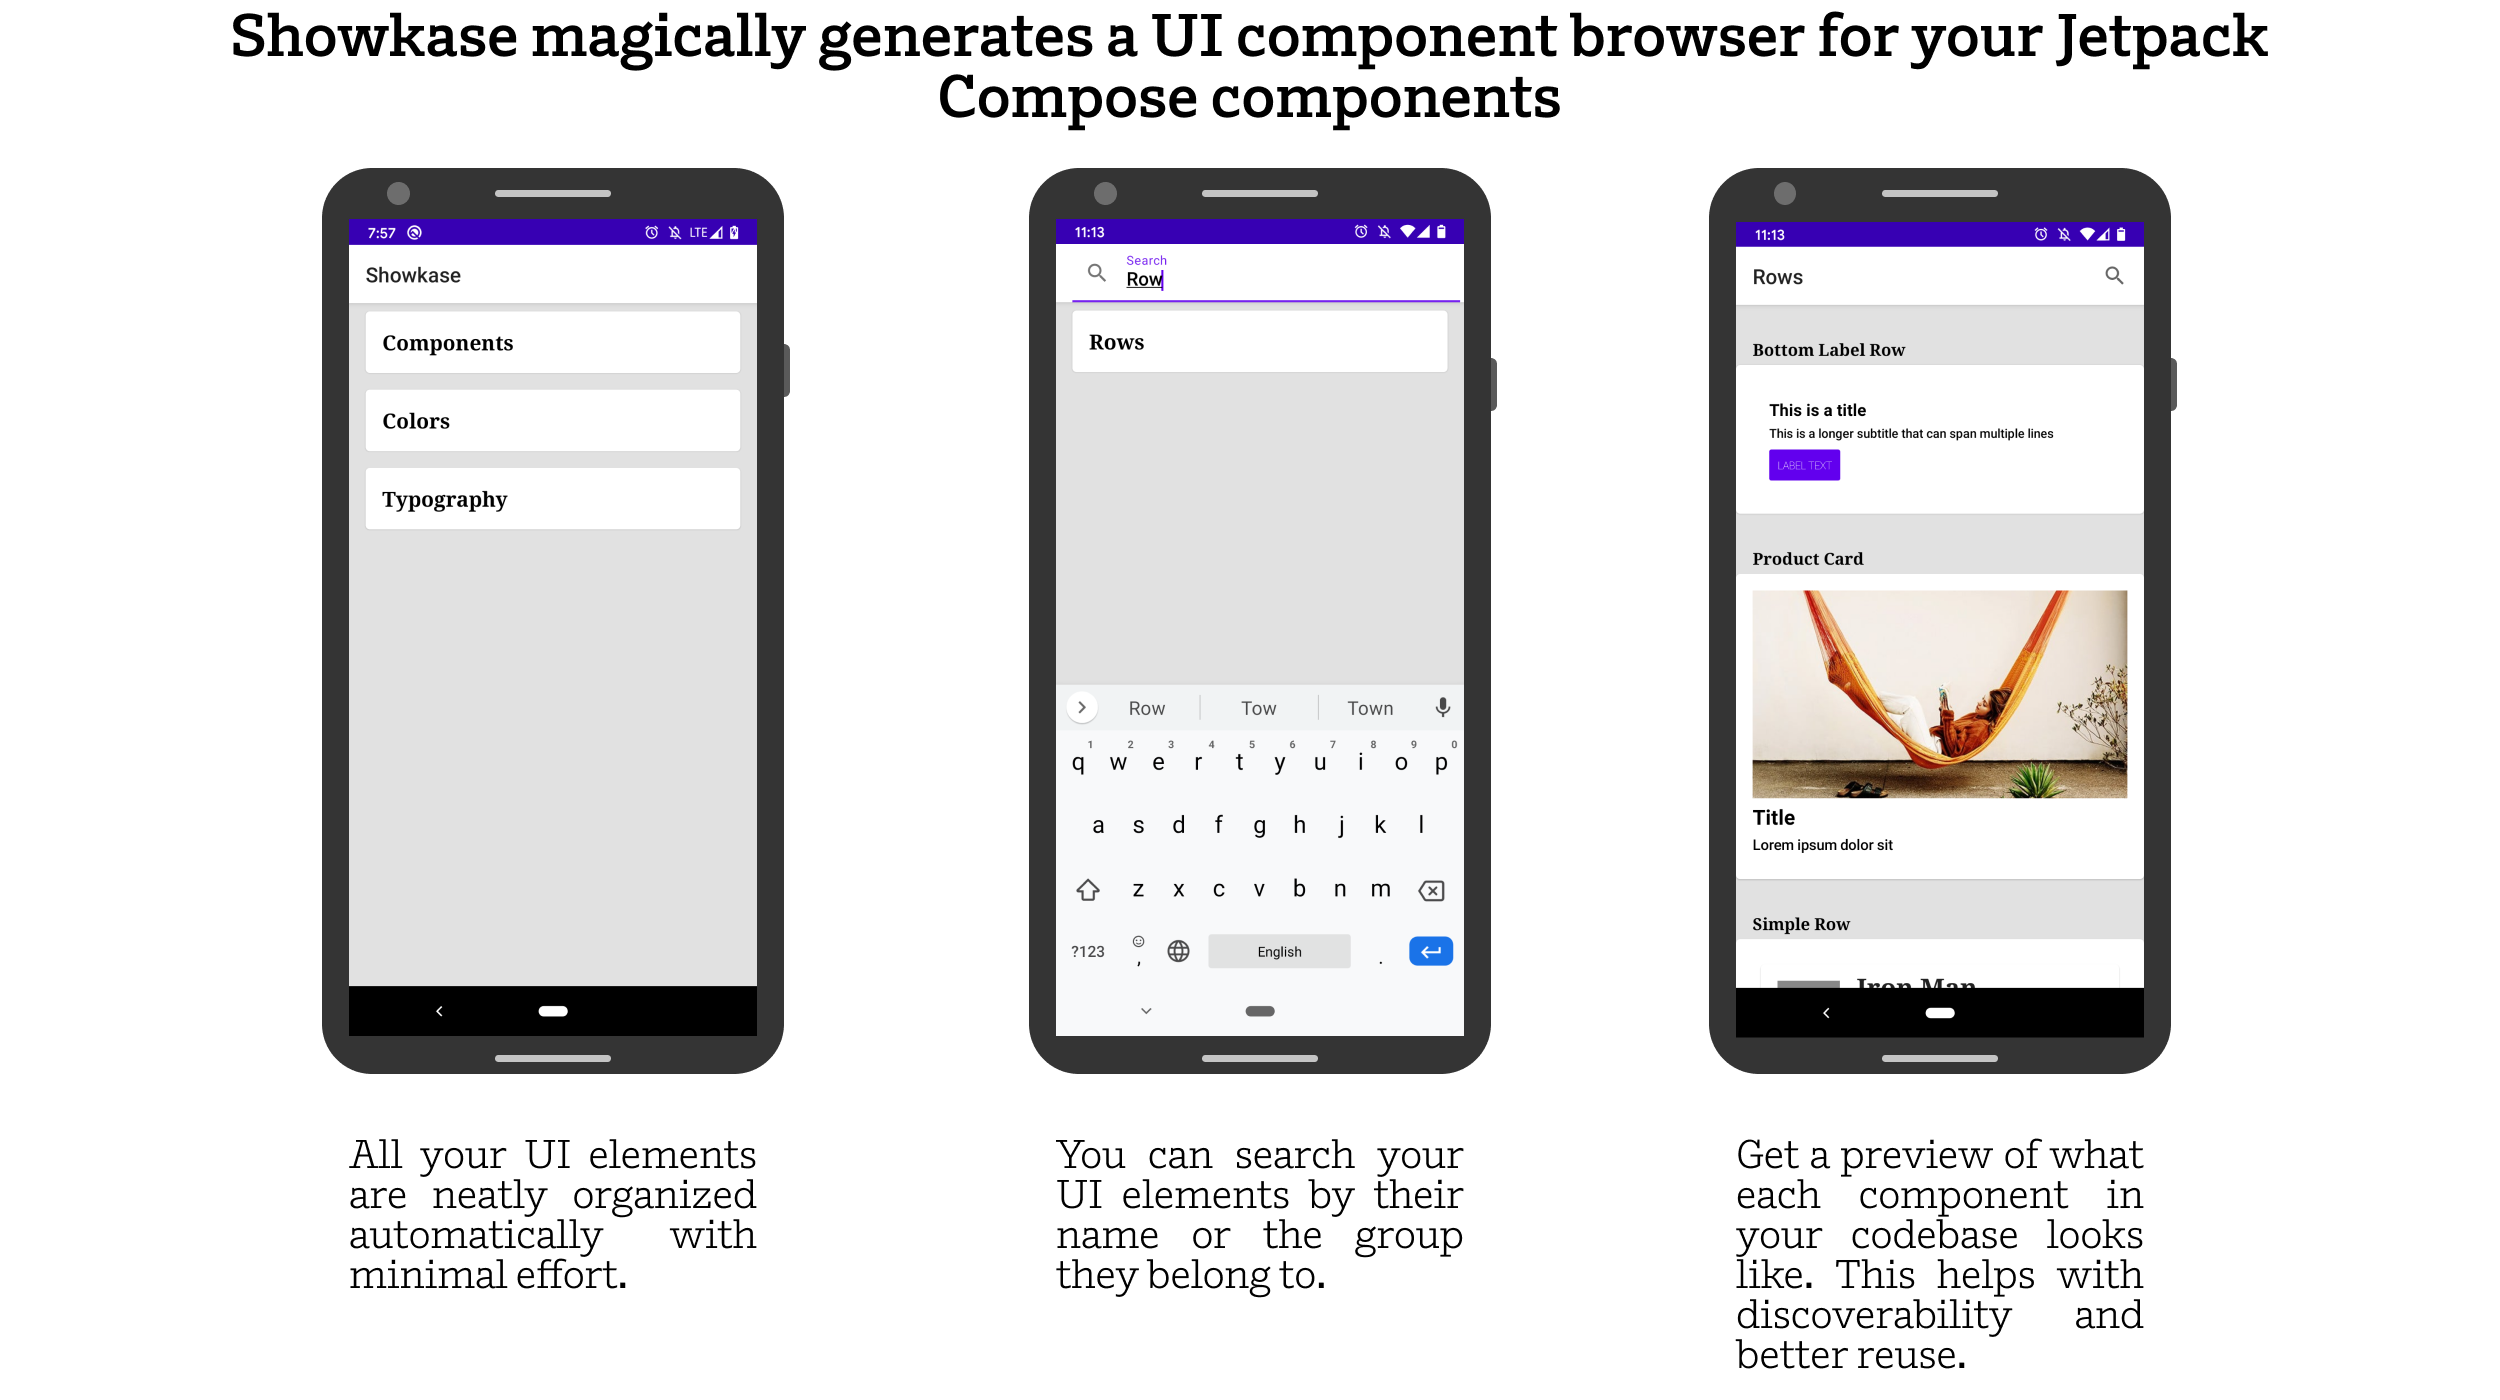 Showkase magically generates a UI component browser for your Jetpack
Compose components
7:57
LTE
Showkase
Components
Colors
Typography
All your UI elements
are neatly organized
automatically with
minimal effort.
11:13
Search
Row
Rows
Row Tow Town
1 2 3 4 5 6 7 8 9 0
q w e r t y u i o p
a s d f g h j k l
z x c v b n m
?123 , English .
You can search your
UI elements by their
name or the group
they belong to.
11:13
Rows
Bottom Label Row
This is a title
This is a longer subtitle that can span multiple lines
LABEL TEXT
Product Card
Title
Lorem ipsum dolor sit
Simple Row
Iron Man
Get a preview of what
each component in
your codebase looks
like. This helps with
discoverability and
better reuse.